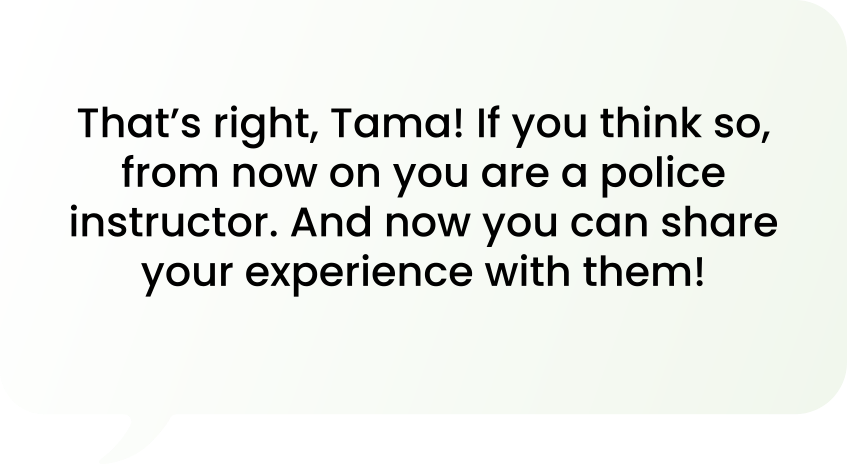 That’s right, Tama! If you think so,
from now on you are a police
instructor. And now you can share
your experience with them!